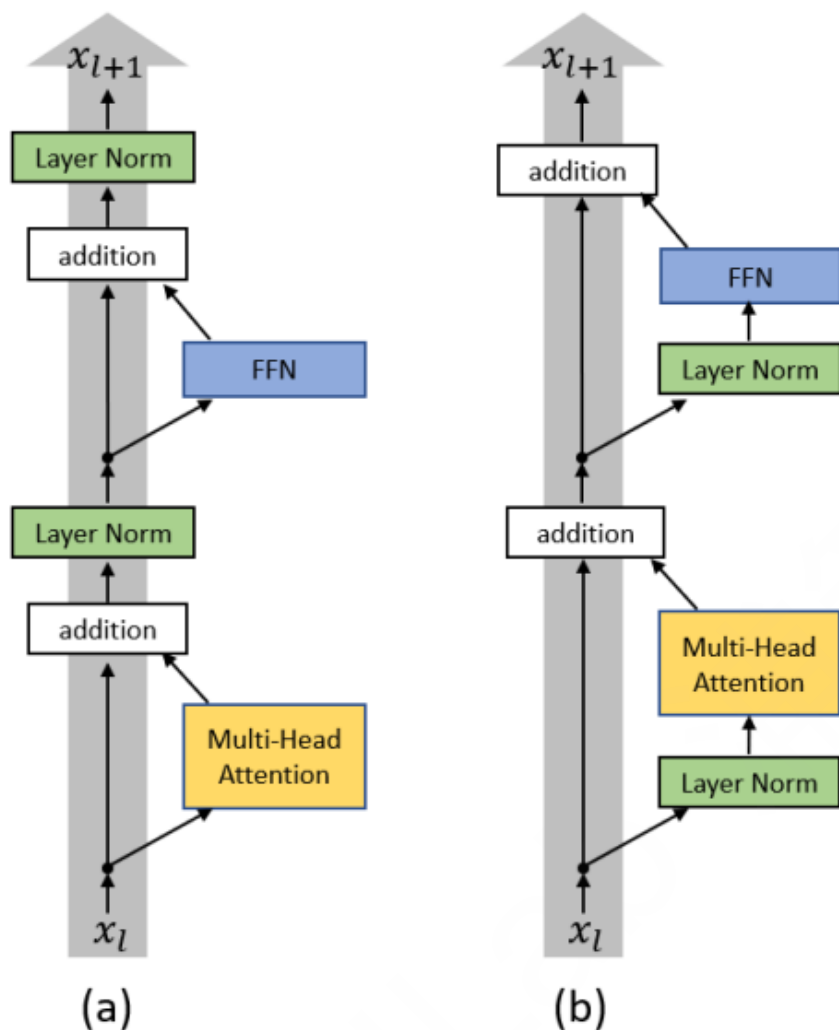 x_{l+1}
Layer Norm
addition
FFN
Layer Norm
addition
Multi-Head
Attention
x_l
(a)
x_{l+1}
addition
FFN
Layer Norm
addition
Multi-Head
Attention
Layer Norm
x_l
(b)